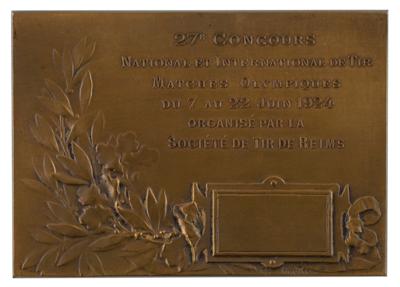 27e CONCOURS
NATIONAL ET INTERNATIONAL DE TIR
MATCHES OLYMPIQUES
DU 7 AU 22 JUIN 1924
ORGANISÉ PAR LA
SOCIÉTÉ DE TIR DE REIMS